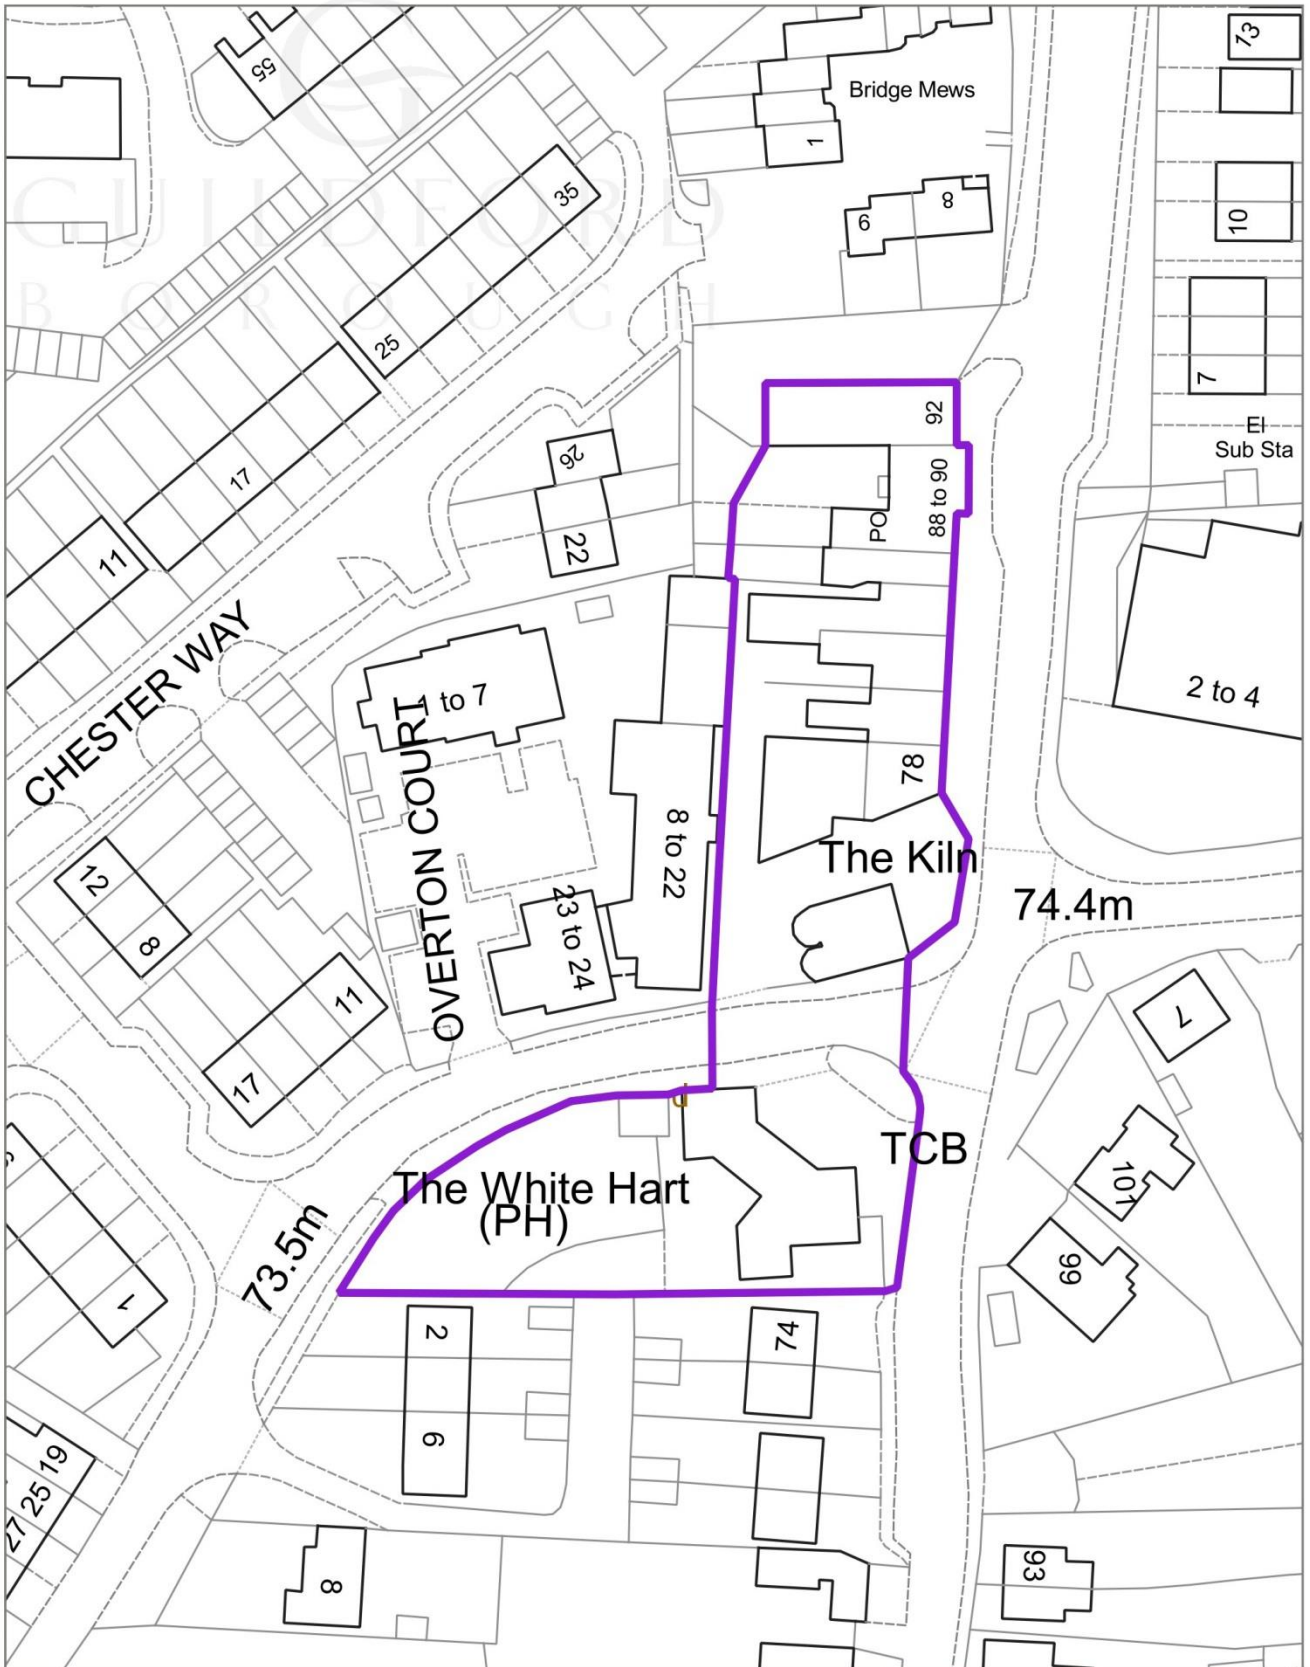 55
13
Bridge Mews
1
35
GUILDFORD
BOROUGH
6
8
10
25
7
92
El
Sub Sta
26
88 to 90
17
PO
22
11
CHESTER WAY
1 to 7
2 to 4
OVERTON COURT
78
8 to 22
The Kiln
12
8
74.4m
23 to 24
11
17
7
TCB
101
The White Hart
(PH)
73.5m
99
1
2
74
6
19
25
27
93
8